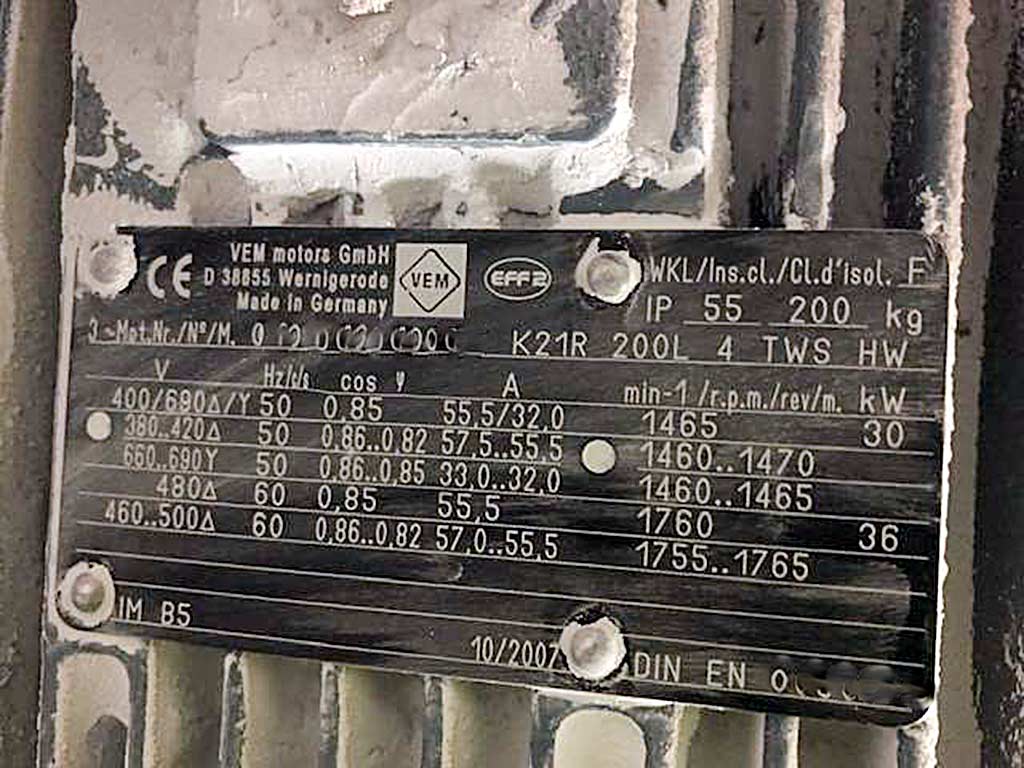 VEM motors GmbH
D 38855 Wernigerode
Made in Germany
CE
VEM
EFF2
WKL/Ins.cl./Cl.d'isol. F
IP 55 200 kg
3~Mot.Nr./Nº/M. K21R 200L 4 TWS HW
V Hz/c/s cos φ A min-1/r.p.m./rev/m. kW
400/690Δ/Y 50 0,85 55,5/32,0 1465 30
380..420Δ 50 0,86..0,82 57,5..55,5 1460..1470
660..690Y 50 0,86..0,85 33,0..32,0 1460..1465
480Δ 60 0,85 55,5 1760 36
460..500Δ 60 0,86..0,82 57,0..55,5 1755..1765
IM B5
10/2007 DIN EN